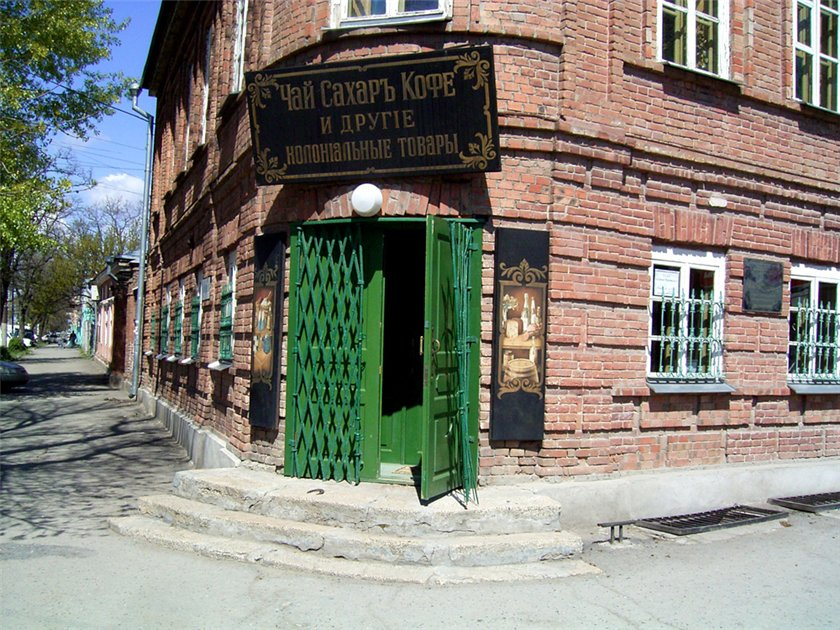 Чай Сахаръ Кофе
и другіе
колоніальные товары